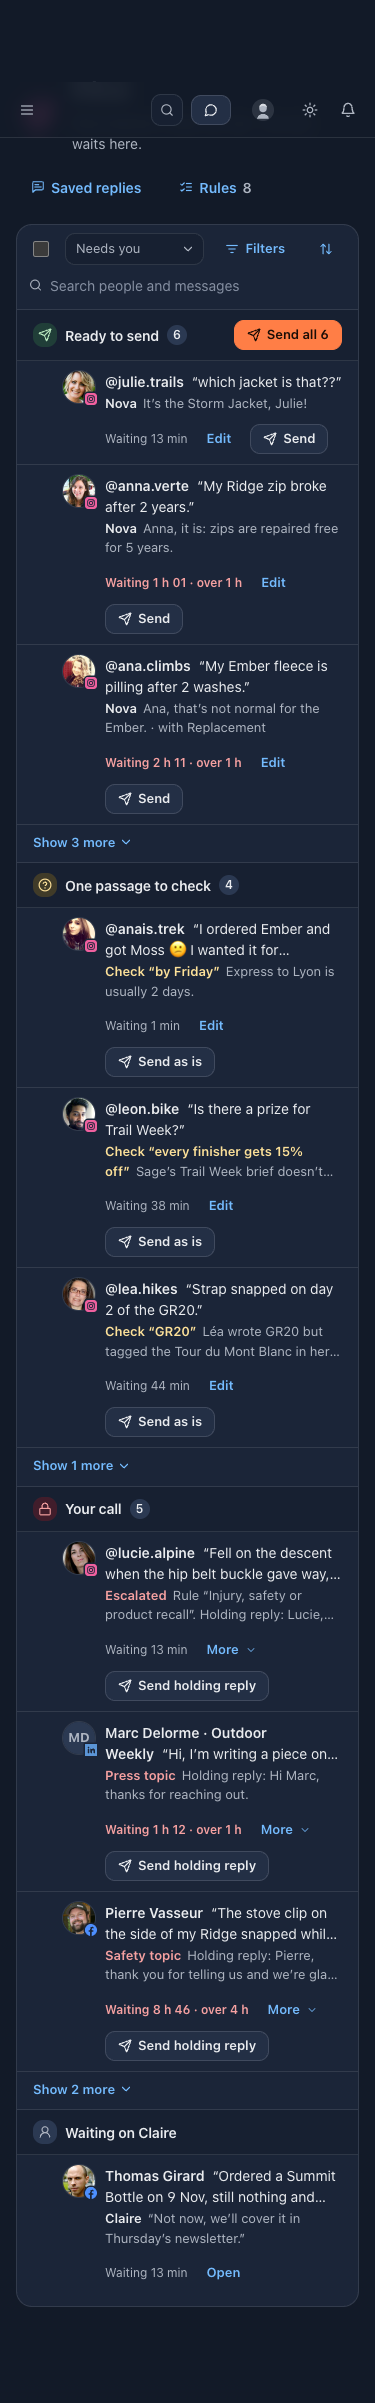 waits here.
Saved replies
Rules 8
Needs you
Filters
Search people and messages
Ready to send 6
Send all 6
@julie.trails “which jacket is that??”
Nova It’s the Storm Jacket, Julie!
Waiting 13 min Edit Send
@anna.verte “My Ridge zip broke
after 2 years.”
Nova Anna, it is: zips are repaired free
for 5 years.
Waiting 1 h 01 · over 1 h Edit
Send
@ana.climbs “My Ember fleece is
pilling after 2 washes.”
Nova Ana, that’s not normal for the
Ember. · with Replacement
Waiting 2 h 11 · over 1 h Edit
Send
Show 3 more
One passage to check 4
@anais.trek “I ordered Ember and
got Moss 😕 I wanted it for…
Check “by Friday” Express to Lyon is
usually 2 days.
Waiting 1 min Edit
Send as is
@leon.bike “Is there a prize for
Trail Week?”
Check “every finisher gets 15%
off” Sage’s Trail Week brief doesn’t…
Waiting 38 min Edit
Send as is
@lea.hikes “Strap snapped on day
2 of the GR20.”
Check “GR20” Léa wrote GR20 but
tagged the Tour du Mont Blanc in her…
Waiting 44 min Edit
Send as is
Show 1 more
Your call 5
@lucie.alpine “Fell on the descent
when the hip belt buckle gave way,…
Escalated Rule “Injury, safety or
product recall”. Holding reply: Lucie,…
Waiting 13 min More
Send holding reply
MD
Marc Delorme · Outdoor
Weekly “Hi, I’m writing a piece on…
Press topic Holding reply: Hi Marc,
thanks for reaching out.
Waiting 1 h 12 · over 1 h More
Send holding reply
Pierre Vasseur “The stove clip on
the side of my Ridge snapped whil…
Safety topic Holding reply: Pierre,
thank you for telling us and we’re gla…
Waiting 8 h 46 · over 4 h More
Send holding reply
Show 2 more
Waiting on Claire
Thomas Girard “Ordered a Summit
Bottle on 9 Nov, still nothing and…
Claire “Not now, we’ll cover it in
Thursday’s newsletter.”
Waiting 13 min Open